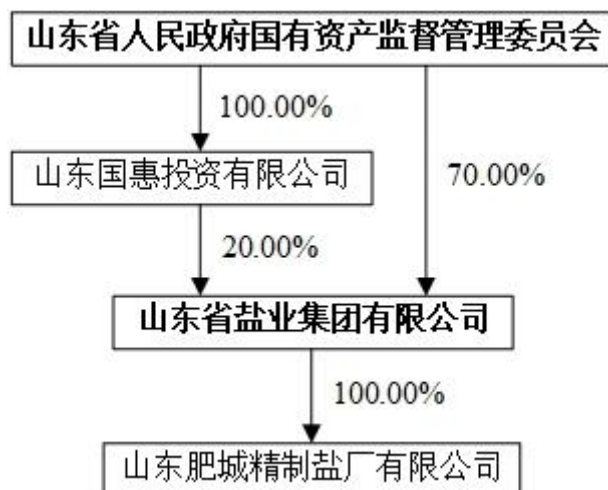 山东省人民政府国有资产监督管理委员会
100.00%
山东国惠投资有限公司
70.00%
20.00%
山东省盐业集团有限公司
100.00%
山东肥城精制盐厂有限公司